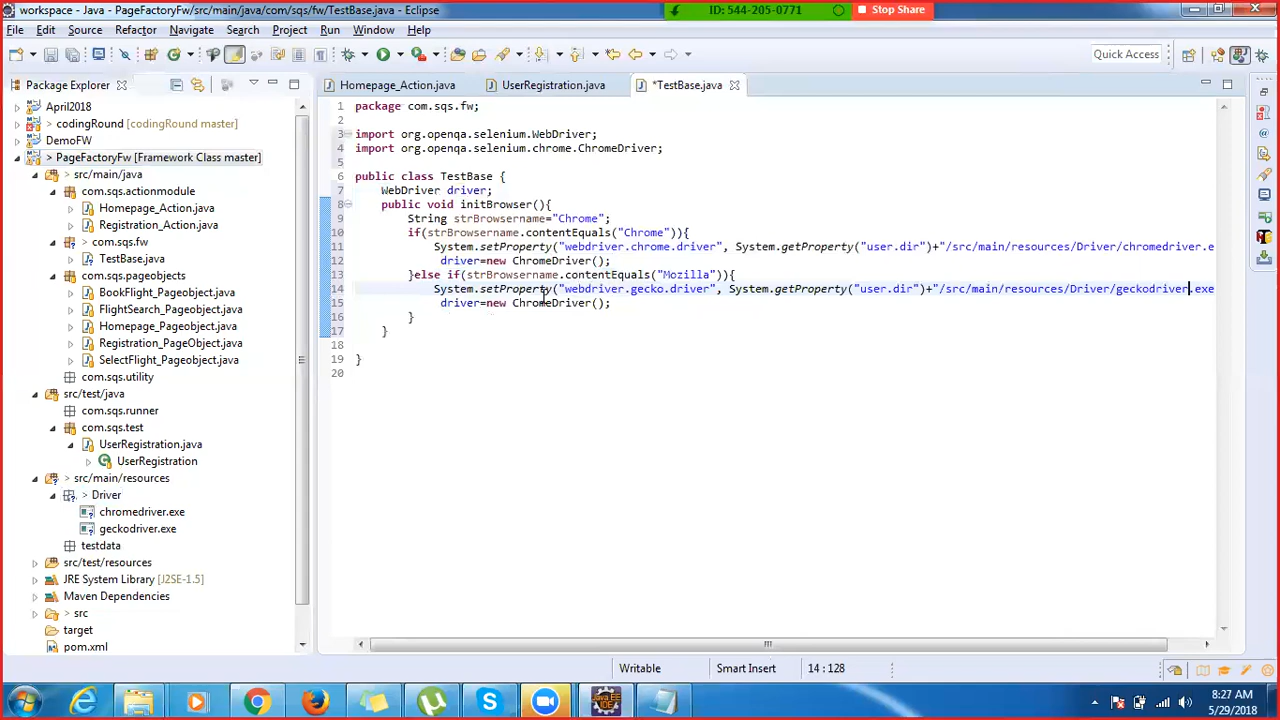 workspace - Java - PageFactoryFw/src/main/java/com/sqs/fw/TestBase.java - Eclipse
ID: 544-205-0771
Stop Share
File Edit Source Refactor Navigate Search Project Run Window Help
Quick Access
Package Explorer
Homepage_Action.java
UserRegistration.java
*TestBase.java
April2018
> codingRound [codingRound master]
DemoFW
> PageFactoryFw [Framework Class master]
> src/main/java
com.sqs.actionmodule
Homepage_Action.java
Registration_Action.java
> com.sqs.fw
TestBase.java
com.sqs.pageobjects
BookFlightObject.java
FlightSearch_Pageobject.java
Homepage_Pageobject.java
Registration_PageObject.java
SelectFlight_Pageobject.java
com.sqs.utility
src/test/java
com.sqs.runner
com.sqs.test
UserRegistration.java
UserRegistration
> src/main/resources
> Driver
chromedriver.exe
geckodriver.exe
testdata
src/test/resources
JRE System Library [J2SE-1.5]
Maven Dependencies
> src
target
pom.xml
1 package com.sqs.fw;
2
3 import org.openqa.selenium.WebDriver;
4 import org.openqa.selenium.chrome.ChromeDriver;
5
6 public class TestBase {
7 WebDriver driver;
8 public void initBrowser(){
9 String strBrowsername="Chrome";
10 if(strBrowsername.contentEquals("Chrome")){
11 System.setProperty("webdriver.chrome.driver", System.getProperty("user.dir")+"/src/main/resources/Driver/chromedriver.e
12 driver=new ChromeDriver();
13 }else if(strBrowsername.contentEquals("Mozilla")){
14 System.setProperty("webdriver.gecko.driver", System.getProperty("user.dir")+"/src/main/resources/Driver/geckodriver.exe
15 driver=new ChromeDriver();
16 }
17 }
18
19 }
20
Writable
Smart Insert
14 : 128
8:27 AM
5/29/2018